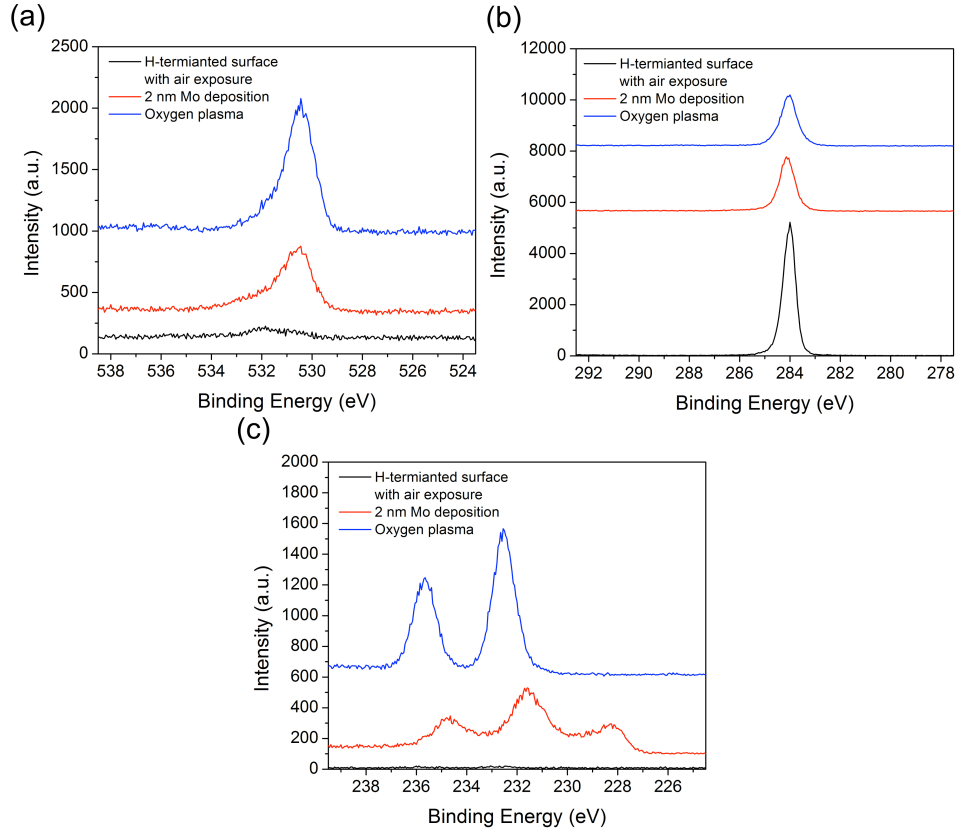 (a)
2500
2000
1500
1000
500
0
H-termianted surface
with air exposure
2 nm Mo deposition
Oxygen plasma
Intensity (a.u.)
538 536 534 532 530 528 526 524
Binding Energy (eV)
(b)
12000
10000
8000
6000
4000
2000
0
H-termianted surface
with air exposure
2 nm Mo deposition
Oxygen plasma
Intensity (a.u.)
292 290 288 286 284 282 280 278
Binding Energy (eV)
(c)
2000
1800
1600
1400
1200
1000
800
600
400
200
0
H-termianted surface
with air exposure
2 nm Mo deposition
Oxygen plasma
Intensity (a.u.)
238 236 234 232 230 228 226
Binding Energy (eV)